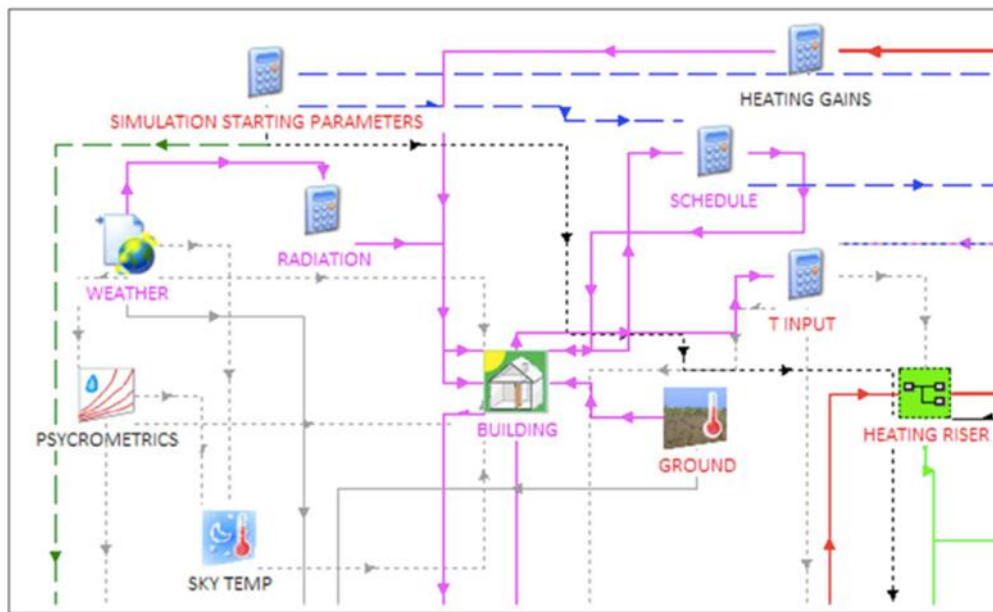 HEATING GAINS
SIMULATION STARTING PARAMETERS
SCHEDULE
RADIATION
WEATHER
T INPUT
PSYCROMETRICS
BUILDING
HEATING RISER
GROUND
SKY TEMP